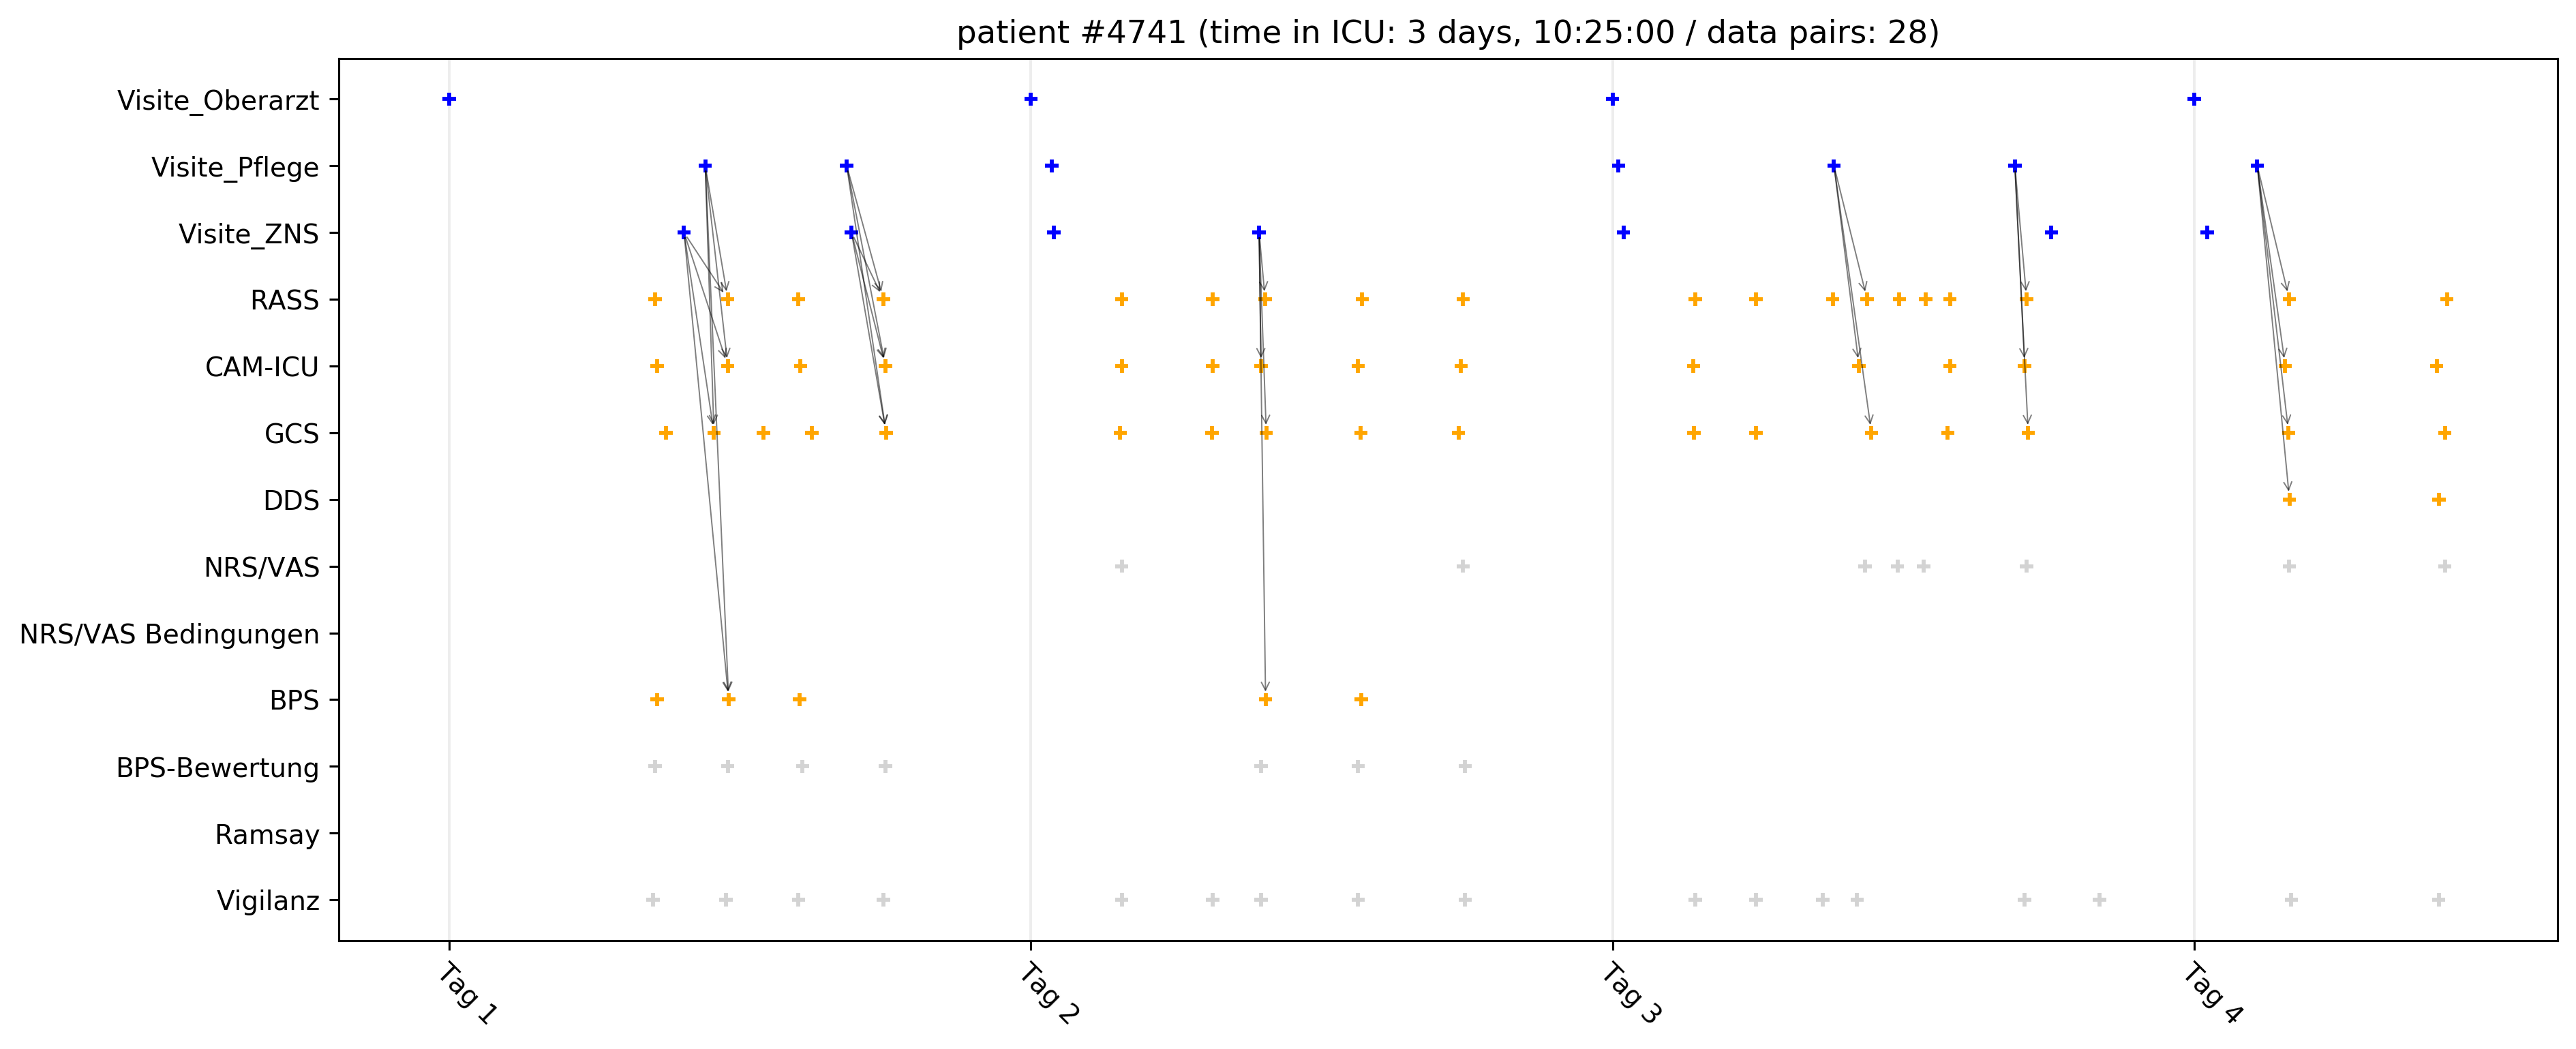 patient #4741 (time in ICU: 3 days, 10:25:00 / data pairs: 28)
Visite_Oberarzt
Visite_Pflege
Visite_ZNS
RASS
CAM-ICU
GCS
DDS
NRS/VAS
NRS/VAS Bedingungen
BPS
BPS-Bewertung
Ramsay
Vigilanz
Tag 1
Tag 2
Tag 3
Tag 4